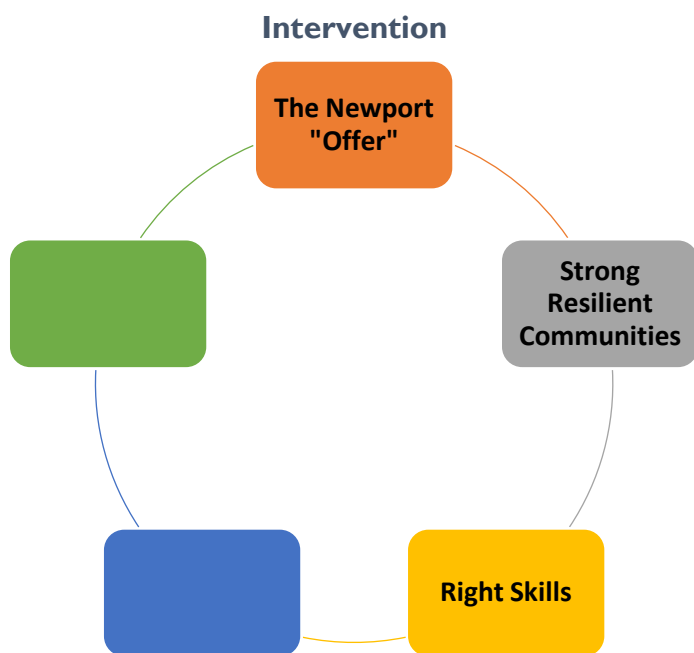 Intervention
The Newport
"Offer"
Strong
Resilient
Communities
Right Skills